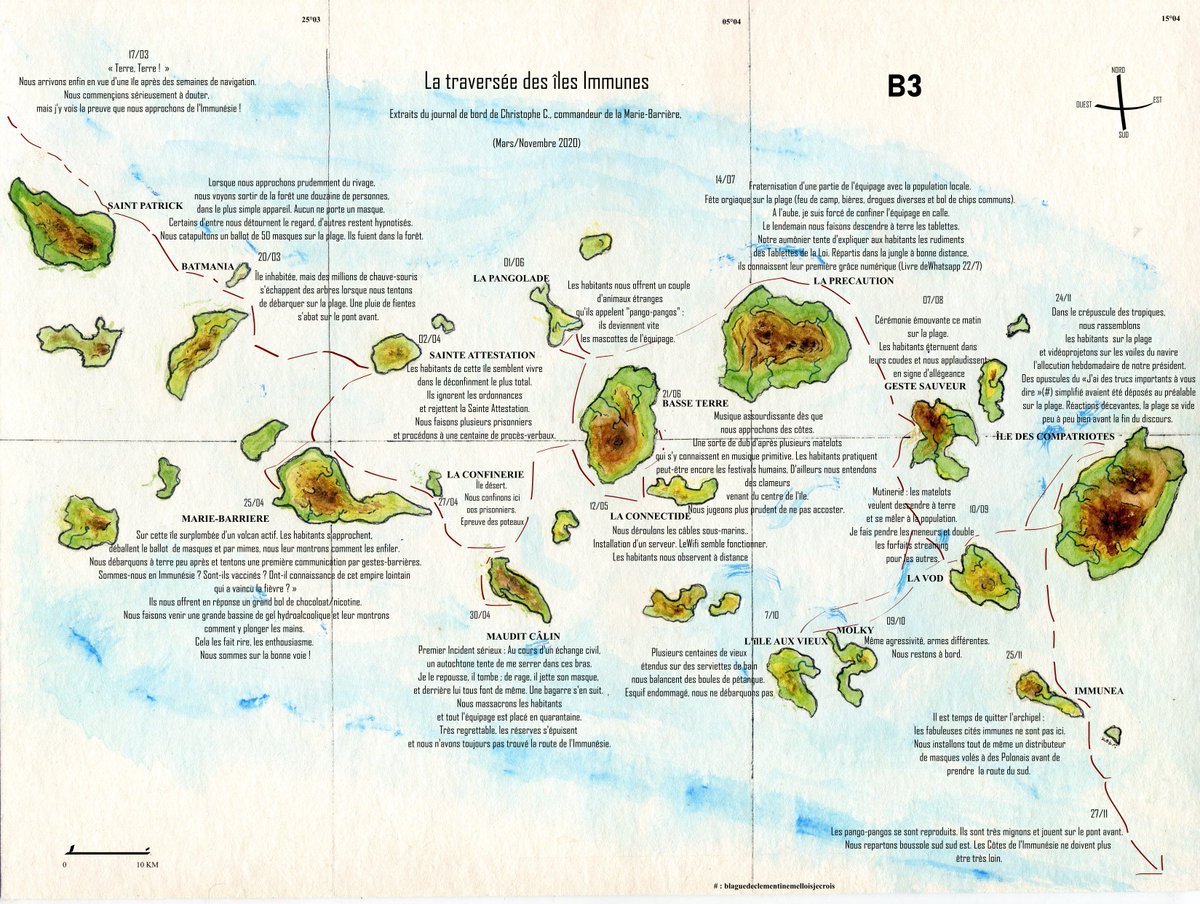 25°03
05°04
15°04
17/03
« Terre, Terre ! »
Nous arrivons enfin en vue d'une île après des semaines de navigation.
Nous commençions sérieusement à douter,
mais j'y vois la preuve que nous approchons de l'Immunésie !
La traversée des îles Immunes
Extraits du journal de bord de Christophe C., commandeur de la Marie-Barrière,
(Mars/Novembre 2020)
B3
NORD
OUEST
EST
SUD
SAINT PATRICK
Lorsque nous approchons prudemment du rivage,
nous voyons sortir de la forêt une douzaine de personnes,
dans le plus simple appareil. Aucun ne porte un masque.
Certains d'entre nous détournent le regard, d'autres restent hypnotisés.
Nous catapultons un ballot de 50 masques sur la plage. Ils fuient dans la forêt.
BATMANIA
20/03
Île inhabitée, mais des millions de chauve-souris
s'échappent des arbres lorsque nous tentons
de débarquer sur la plage. Une pluie de fientes
s'abat sur le pont avant.
02/04
SAINTE ATTESTATION
Les habitants de cette île semblent vivre
dans le déconfinment le plus total.
Ils ignorent les ordonnances
et rejettent la Sainte Attestation.
Nous faisons plusieurs prisonniers
et procédons à une centaine de procès-verbaux.
01/06
LA PANGOLADE
Les habitants nous offrent un couple
d'animaux étranges
qu'ils appelent "pango-pangos" :
ils deviennent vite
les mascottes de l'équipage.
14/07
Fraternisation d'une partie de l'équipage avec la population locale.
Fête orgiaque sur la plage (feu de camp, bières, drogues diverses et bol de chips communs).
A l'aube, je suis forcé de confiner l'équipage en calle.
Le lendemain nous faisons descendre à terre les tablettes.
Notre aumônier tente d'expliquer aux habitants les rudiments
des Tablettes de la Loi. Répartis dans la jungle à bonne distance,
ils connaissent leur première grâce numérique (Livre deWhatsapp 22/7)
LA PRECAUTION
07/08
Cérémonie émouvante ce matin
sur la plage.
Les habitants éternuent dans
leurs coudes et nous applaudissent
en signe d'allégeance
GESTE SAUVEUR
24/11
Dans le crépuscule des tropiques,
nous rassemblons
les habitants sur la plage
et vidéoprojetons sur les voiles du navire
l'allocution hebdomadaire de notre président.
Des opuscules du «J'ai des trucs importants à vous
dire »(#) simplifié avaient été déposés au préalable
sur la plage. Réactions décevantes, la plage se vide
peu à peu bien avant la fin du discours.
ÎLE DES COMPATRIOTES
21/06
BASSE TERRE
Musique assourdissante dès que
nous approchons des côtes.
Une sorte de dub d'après plusieurs matelots
qui s'y connaissent en musique primitive. Les habitants pratiquent
peut-être encore les festivals humains. D'ailleurs nous entendons
des clameurs
venant du centre de l'île.
Nous jugeons plus prudent de ne pas accoster.
25/04
MARIE-BARRIERE
Sur cette île surplombée d'un volcan actif. Les habitants s'approchent,
déballent le ballot de masques et par mimes, nous leur montrons comment les enfiler.
Nous débarquons à terre peu après et tentons une première communication par gestes-barrières.
Sommes-nous en Immunésie ? Sont-ils vaccinés ? Ont-il connaissance de cet empire lointain
qui a vaincu la fièvre ? »
Ils nous offrent en réponse un grand bol de chocoloat/nicotine.
Nous faisons venir une grande bassine de gel hydroalcoolique et leur montrons
comment y plonger les mains.
Cela les fait rire, les enthousiasme.
Nous sommes sur la bonne voie !
LA CONFINERIE
27/04
Île désert,
Nous confinons ici
nos prisonniers.
Epreuve des poteaux
12/05
LA CONNECTIDE
Nous déroulons les câbles sous-marins..
Installation d'un serveur. LeWifi semble fonctionner.
Les habitants nous observent à distance
Mutinerie : les matelots
veulent descendre à terre
et se mêler à la population.
Je fais pendre les meneurs et double
les forfaits streaming
pour les autres.
10/09
LA VOD
30/04
MAUDIT CÂLIN
Premier Incident sérieux : Au cours d'un échange civil,
un autochtone tente de me serrer dans ces bras.
Je le repousse, il tombe ; de rage, il jette son masque,
et derrière lui tous font de même. Une bagarre s'en suit.
Nous massacrons les habitants
et tout l'équipage est placé en quarantaine.
Très regrettable, les réserves s'épuisent
et nous n'avons toujours pas trouvé la route de l'Immunésie.
7/10
L'IÎLE AUX VIEUX
Plusieurs centaines de vieux
étendus sur des serviettes de bain
nous balancent des boules de pétanque.
Esquif endommagé, nous ne débarquons pas
09/10
MOLKY
Même agressivité, armes différentes.
Nous restons à bord.
25/11
IMMUNEA
Il est temps de quitter l'archipel :
les fabuleuses cités immunes ne sont pas ici.
Nous installons tout de même un distributeur
de masques volés à des Polonais avant de
prendre la route du sud.
27/11
Les pango-pangos se sont reproduits. Ils sont très mignons et jouent sur le pont avant.
Nous repartons boussole sud sud est. Les Côtes de l'Immunésie ne doivent plus
être très loin.
0
10 KM
# : blaguedeclementinemelloisjecrois